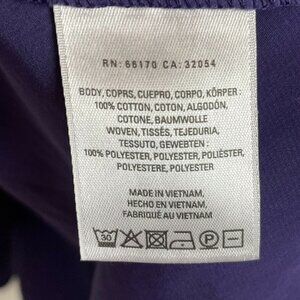 RN: 66170 CA: 32054
BODY, COPRS, CUEPRO, CORPO, KÖRPER :
100% COTTON, COTON, ALGODÓN,
COTONE, BAUMWOLLE
WOVEN, TISSÉS, TEJEDURIA,
TESSUTO, GEWEBTEN :
100% POLYESTER, POLYESTER, POLIÉSTER,
POLYESTERE, POLYESTER
MADE IN VIETNAM,
HECHO EN VIETNAM,
FABRIQUÉ AU VIETNAM
30 P